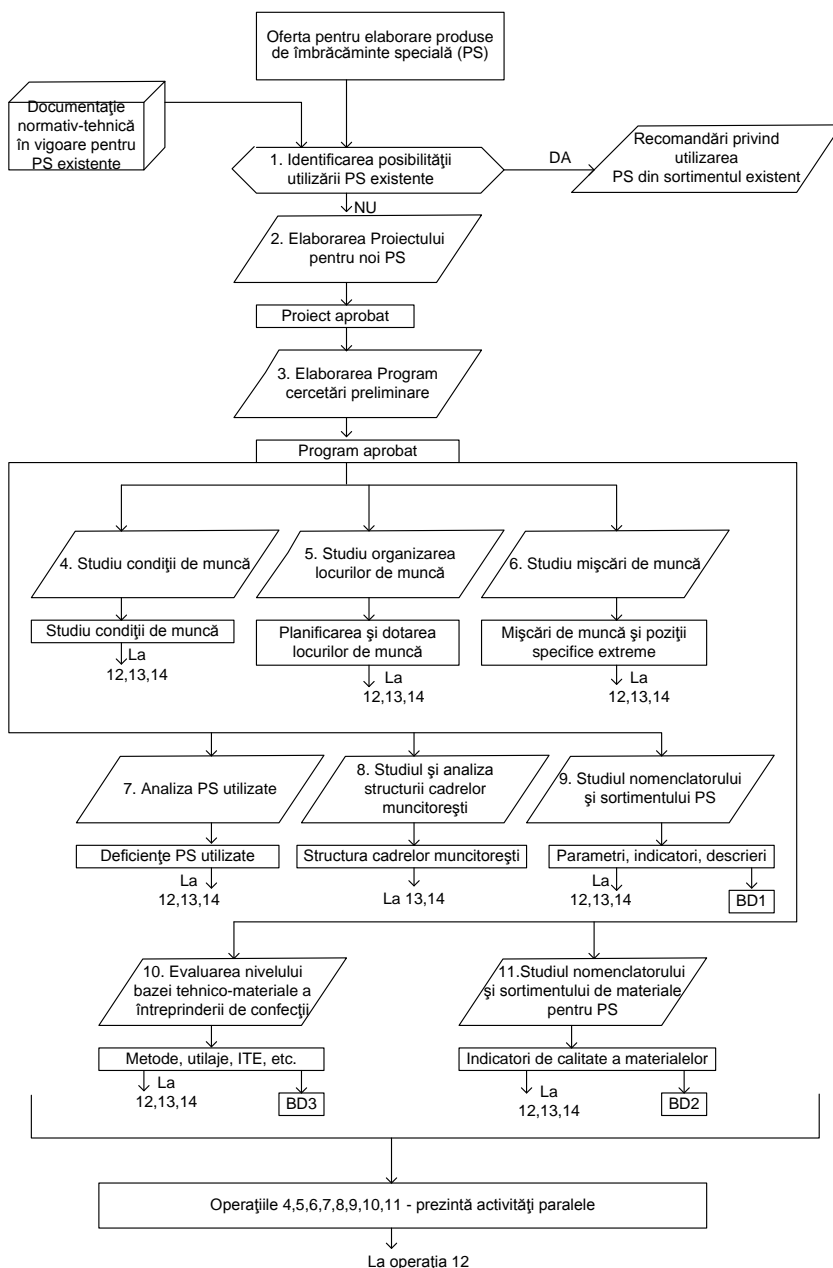 Oferta pentru elaborare produse
de îmbrăcăminte specială (PS)
Documentaţie
normativ-tehnică
în vigoare pentru
PS existente
1. Identificarea posibilităţii
utilizării PS existente
DA
Recomandări privind
utilizarea
PS din sortimentul existent
NU
2. Elaborarea Proiectului
pentru noi PS
Proiect aprobat
3. Elaborarea Program
cercetări preliminare
Program aprobat
4. Studiu condiţii de muncă
5. Studiu organizarea
locurilor de muncă
6. Studiu mişcări de muncă
Studiu condiţii de muncă
Planificarea şi dotarea
locurilor de muncă
Mişcări de muncă şi poziţii
specifice extreme
La
12,13,14
La
12,13,14
La
12,13,14
7. Analiza PS utilizate
8. Studiul şi analiza
structurii cadrelor
muncitoreşti
9. Studiul nomenclatorului
şi sortimentului PS
Deficienţe PS utilizate
Structura cadrelor muncitoreşti
Parametri, indicatori, descrieri
La
12,13,14
La 13,14
La
12,13,14
BD1
10. Evaluarea nivelului
bazei tehnico-materiale a
întreprinderii de confecţii
11.Studiul nomenclatorului
şi sortimentului de materiale
pentru PS
Metode, utilaje, ITE, etc.
Indicatori de calitate a materialelor
La
12,13,14
BD3
La
12,13,14
BD2
Operaţiile 4,5,6,7,8,9,10,11 - prezintă activităţi paralele
La operaţia 12